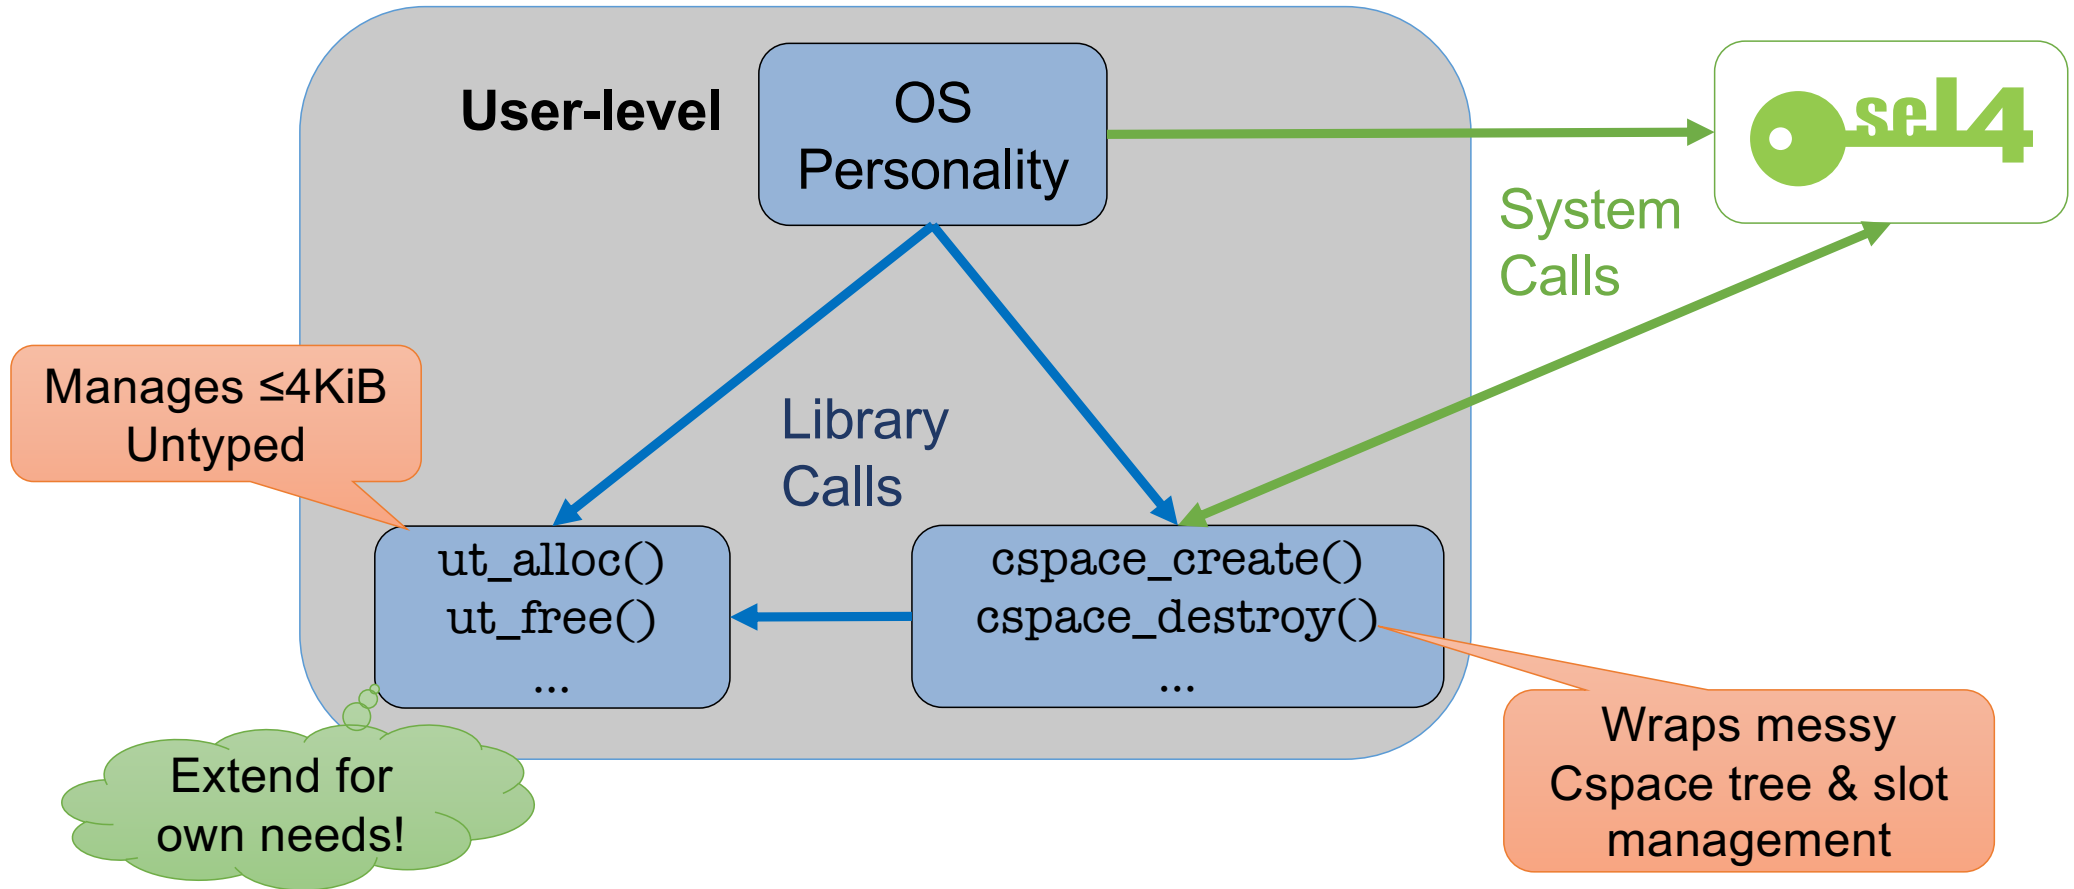 User-level
OS
Personality
seL4
System
Calls
Manages ≤4KiB
Untyped
Library
Calls
ut_alloc()
ut_free()
...
cspace_create()
cspace_destroy()
...
Extend for
own needs!
Wraps messy
Cspace tree & slot
management